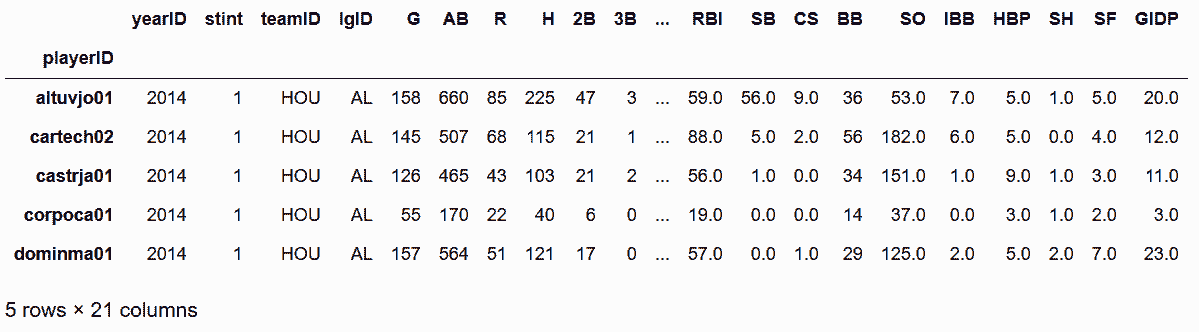 yearID stint teamID lgID G AB R H 2B 3B ... RBI SB CS BB SO IBB HBP SH SF GIDP
playerID
altuvjo01 2014 1 HOU AL 158 660 85 225 47 3 ... 59.0 56.0 9.0 36 53.0 7.0 5.0 1.0 5.0 20.0
cartech02 2014 1 HOU AL 145 507 68 115 21 1 ... 88.0 5.0 2.0 56 182.0 6.0 5.0 0.0 4.0 12.0
castrja01 2014 1 HOU AL 126 465 43 103 21 2 ... 56.0 1.0 0.0 34 151.0 1.0 9.0 1.0 3.0 11.0
corpoca01 2014 1 HOU AL 55 170 22 40 6 0 ... 19.0 0.0 0.0 14 37.0 0.0 3.0 1.0 2.0 3.0
dominma01 2014 1 HOU AL 157 564 51 121 17 0 ... 57.0 0.0 1.0 29 125.0 2.0 5.0 2.0 7.0 23.0
5 rows × 21 columns